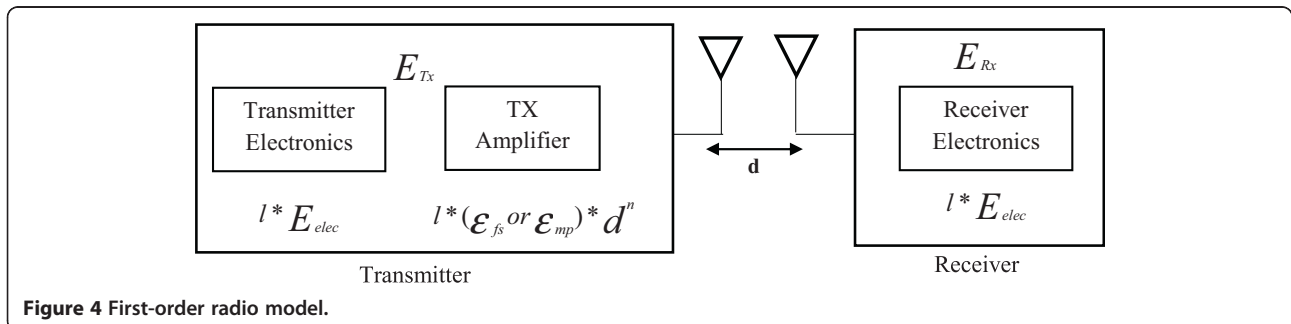 E_Tx
Transmitter
Electronics
TX
Amplifier
l * E_elec
l * (ε_fs or ε_mp) * d^n
Transmitter
d
E_Rx
Receiver
Electronics
l * E_elec
Receiver
Figure 4 First-order radio model.